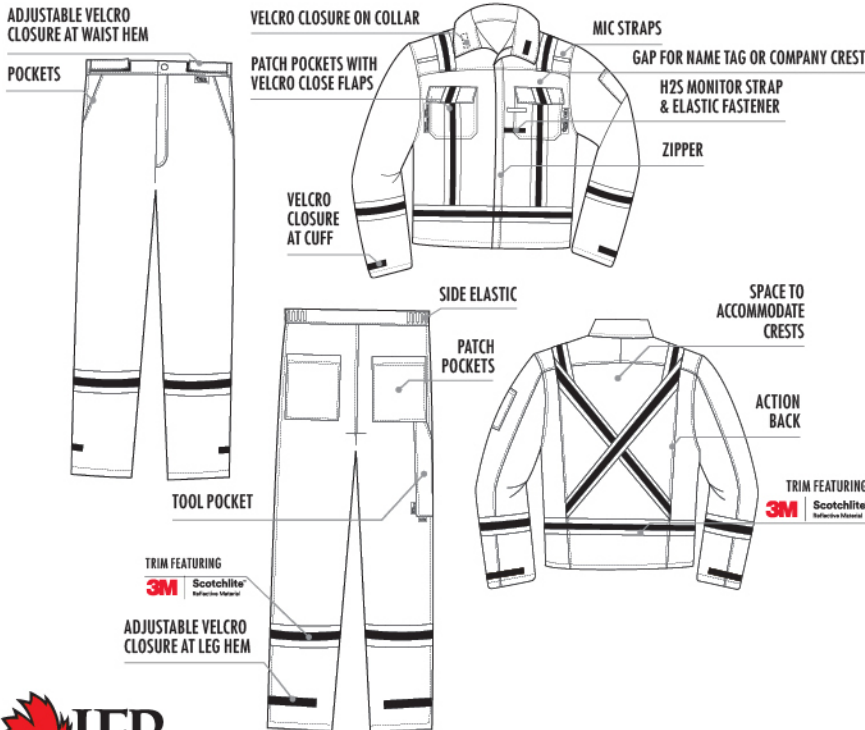 ADJUSTABLE VELCRO
CLOSURE AT WAIST HEM
POCKETS
VELCRO CLOSURE ON COLLAR
PATCH POCKETS WITH
VELCRO CLOSE FLAPS
MIC STRAPS
GAP FOR NAME TAG OR COMPANY CREST
H2S MONITOR STRAP
& ELASTIC FASTENER
ZIPPER
VELCRO
CLOSURE
AT CUFF
SIDE ELASTIC
PATCH
POCKETS
SPACE TO
ACCOMMODATE
CRESTS
ACTION
BACK
TOOL POCKET
TRIM FEATURING
3M Scotchlite
Reflective Material
TRIM FEATURING
3M Scotchlite™
Reflective Material
ADJUSTABLE VELCRO
CLOSURE AT LEG HEM
IFR